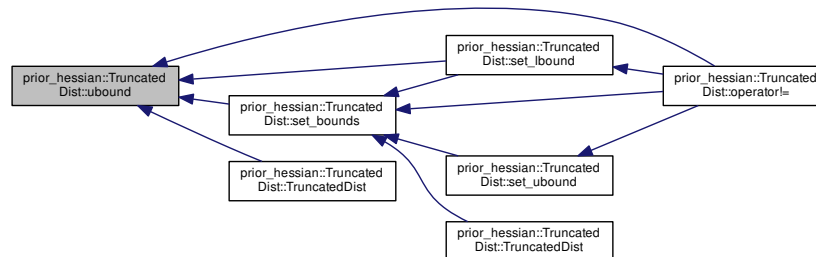 prior_hessian::Truncated
Dist::ubound
prior_hessian::Truncated
Dist::set_lbound
prior_hessian::Truncated
Dist::operator!=
prior_hessian::Truncated
Dist::set_bounds
prior_hessian::Truncated
Dist::TruncatedDist
prior_hessian::Truncated
Dist::set_ubound
prior_hessian::Truncated
Dist::TruncatedDist